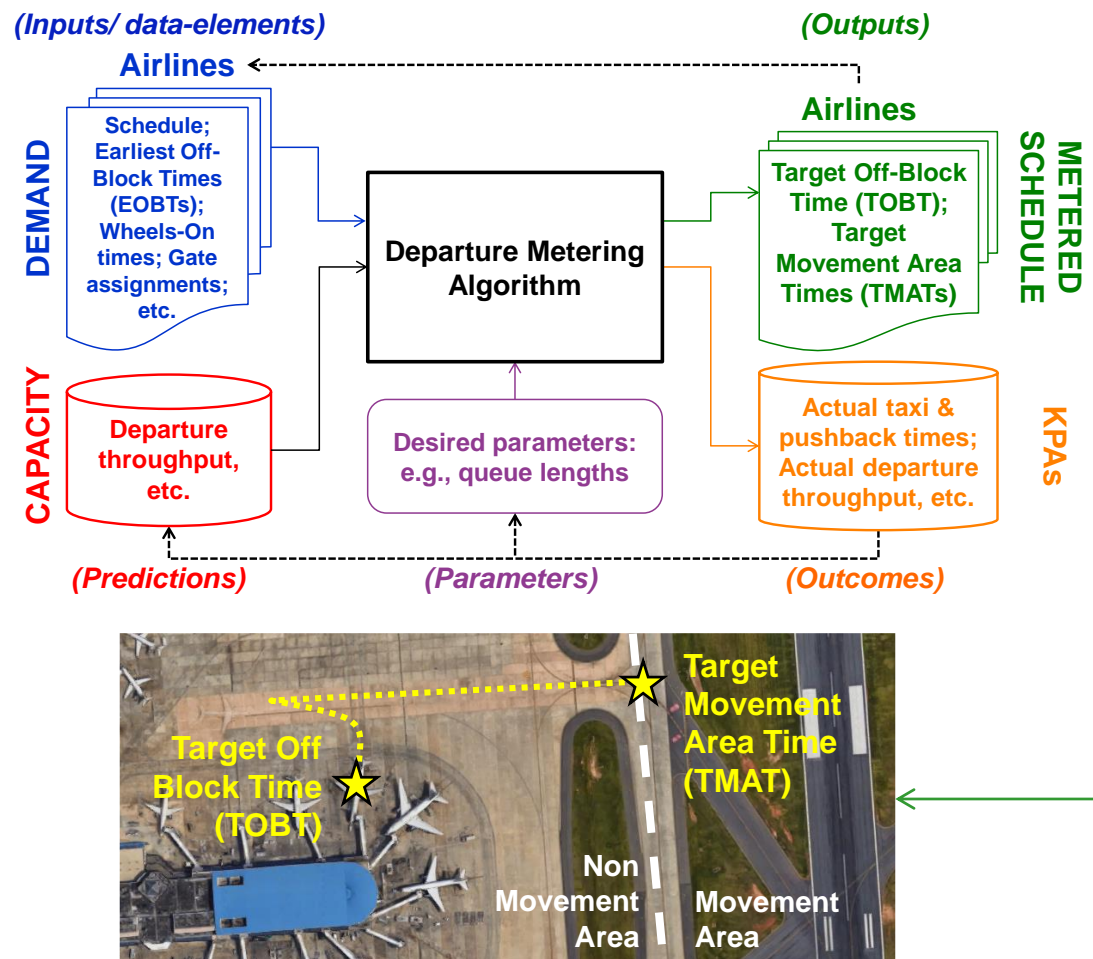 (Inputs/ data-elements)
(Outputs)
Airlines
Airlines
DEMAND
Schedule;
Earliest Off-
Block Times
(EOBTs);
Wheels-On
times; Gate
assignments;
etc.
Departure Metering
Algorithm
Target Off-Block
Time (TOBT);
Target
Movement Area
Times (TMATs)
METERED
SCHEDULE
CAPACITY
Departure
throughput,
etc.
Desired parameters:
e.g., queue lengths
Actual taxi &
pushback times;
Actual departure
throughput, etc.
KPAs
(Predictions)
(Parameters)
(Outcomes)
Target Off
Block Time
(TOBT)
Target
Movement
Area Time
(TMAT)
Non
Movement
Area
Movement
Area